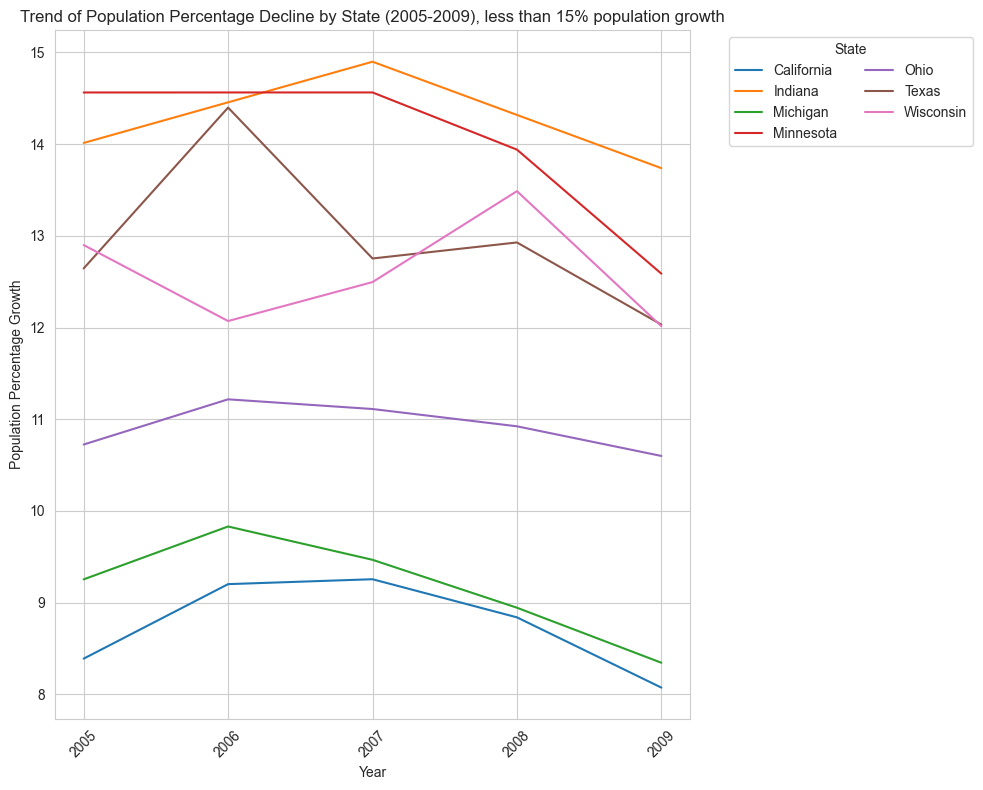 Trend of Population Percentage Decline by State (2005-2009), less than 15% population growth
State
California
Indiana
Michigan
Minnesota
Ohio
Texas
Wisconsin
Population Percentage Growth
15
14
13
12
11
10
9
8
2005
2006
2007
2008
2009
Year